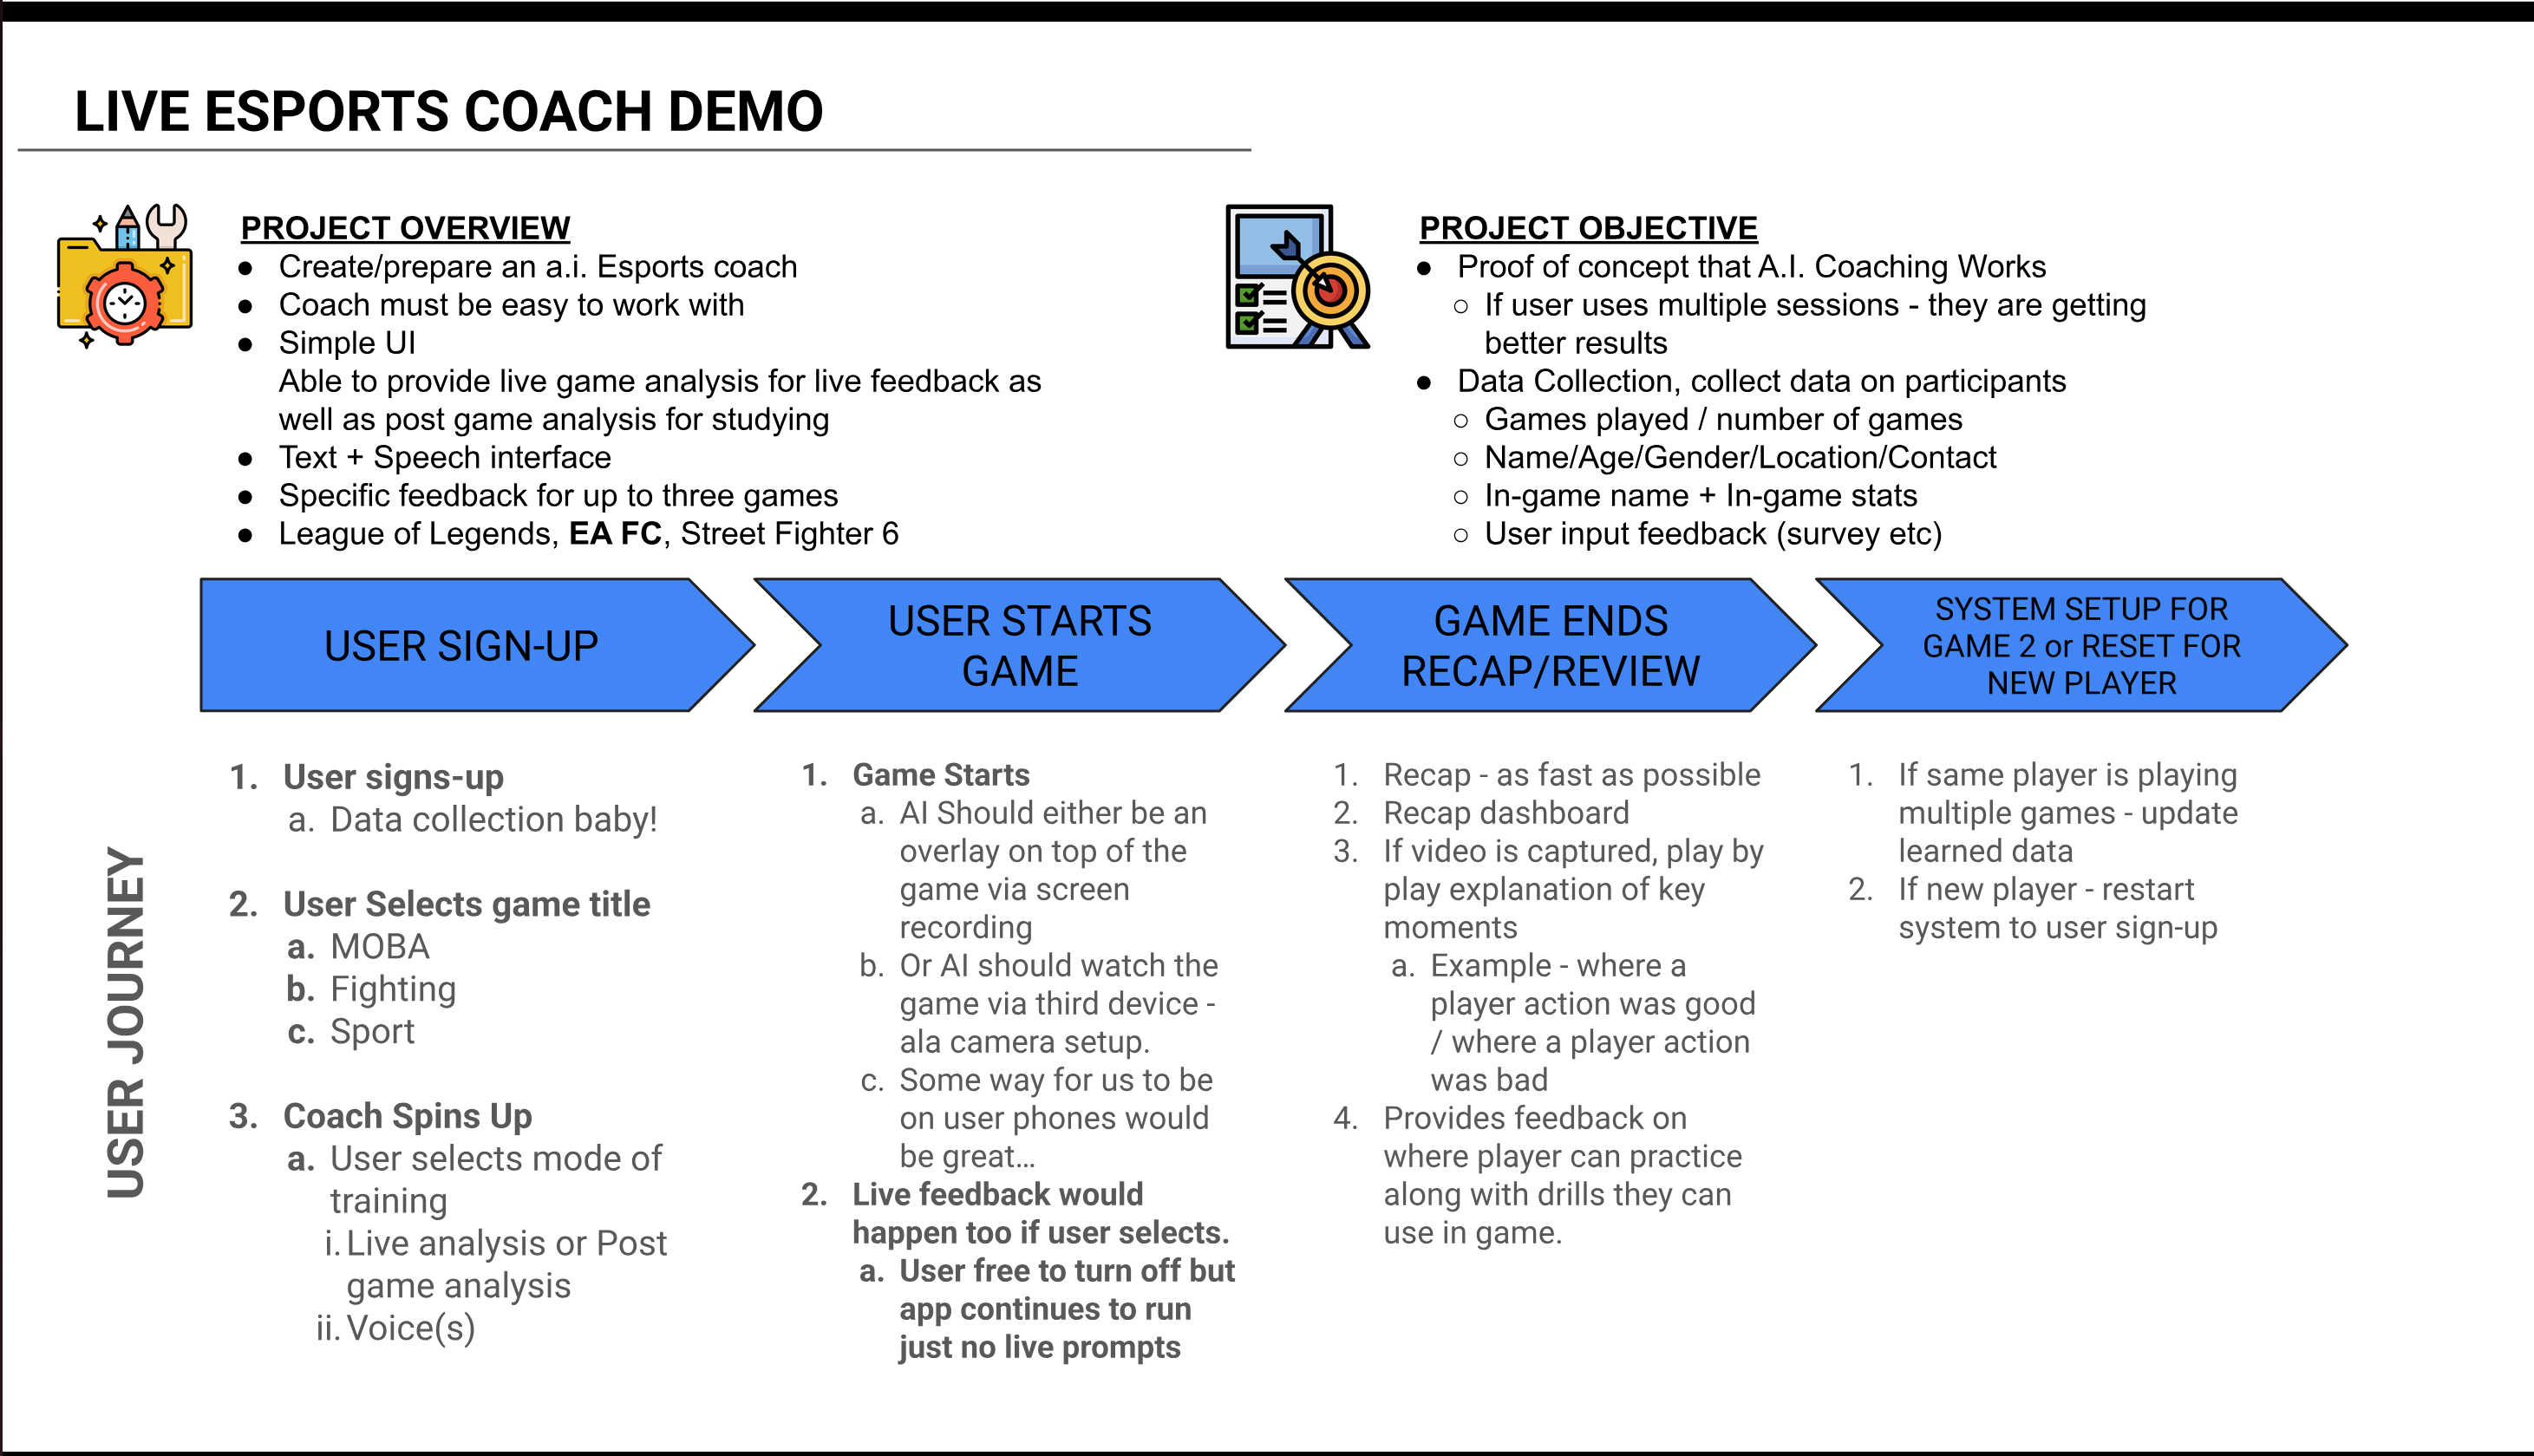 LIVE ESPORTS COACH DEMO
PROJECT OVERVIEW
● Create/prepare an a.i. Esports coach
● Coach must be easy to work with
● Simple UI
Able to provide live game analysis for live feedback as
well as post game analysis for studying
● Text + Speech interface
● Specific feedback for up to three games
● League of Legends, EA FC, Street Fighter 6
PROJECT OBJECTIVE
● Proof of concept that A.I. Coaching Works
○ If user uses multiple sessions - they are getting
better results
● Data Collection, collect data on participants
○ Games played / number of games
○ Name/Age/Gender/Location/Contact
○ In-game name + In-game stats
○ User input feedback (survey etc)
USER SIGN-UP
USER STARTS
GAME
GAME ENDS
RECAP/REVIEW
SYSTEM SETUP FOR
GAME 2 or RESET FOR
NEW PLAYER
USER JOURNEY
1. User signs-up
a. Data collection baby!
2. User Selects game title
a. MOBA
b. Fighting
c. Sport
3. Coach Spins Up
a. User selects mode of
training
i. Live analysis or Post
game analysis
ii. Voice(s)
1. Game Starts
a. AI Should either be an
overlay on top of the
game via screen
recording
b. Or AI should watch the
game via third device -
ala camera setup.
c. Some way for us to be
on user phones would
be great...
2. Live feedback would
happen too if user selects.
a. User free to turn off but
app continues to run
just no live prompts
1. Recap - as fast as possible
2. Recap dashboard
3. If video is captured, play by
play explanation of key
moments
a. Example - where a
player action was good
/ where a player action
was bad
4. Provides feedback on
where player can practice
along with drills they can
use in game.
1. If same player is playing
multiple games - update
learned data
2. If new player - restart
system to user sign-up